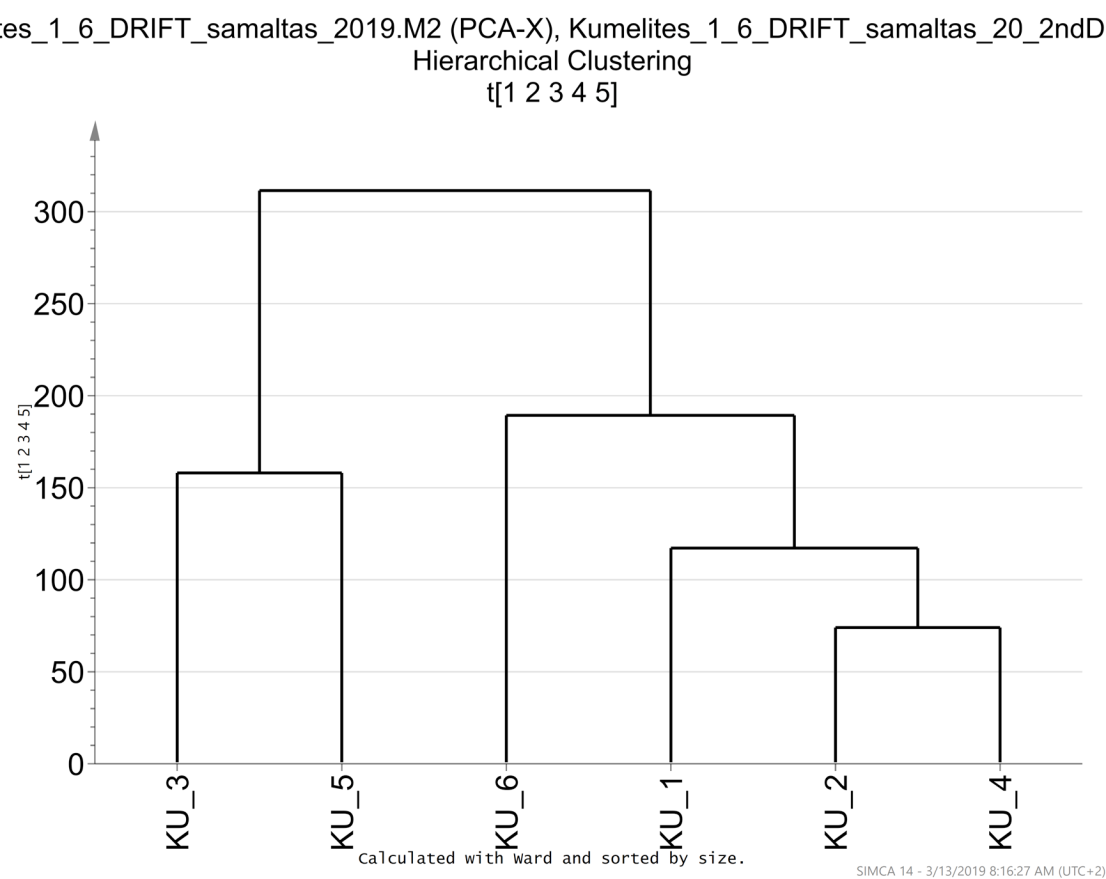 tes_1_6_DRIFT_samaltas_2019.M2 (PCA-X), Kumelites_1_6_DRIFT_samaltas_20_2ndD
Hierarchical Clustering
t[1 2 3 4 5]
300
250
200
150
100
50
0
t[1 2 3 4 5]
KU_3
KU_5
KU_6
KU_1
KU_2
KU_4
Calculated with Ward and sorted by size.
SIMCA 14 - 3/13/2019 8:16:27 AM (UTC+2)